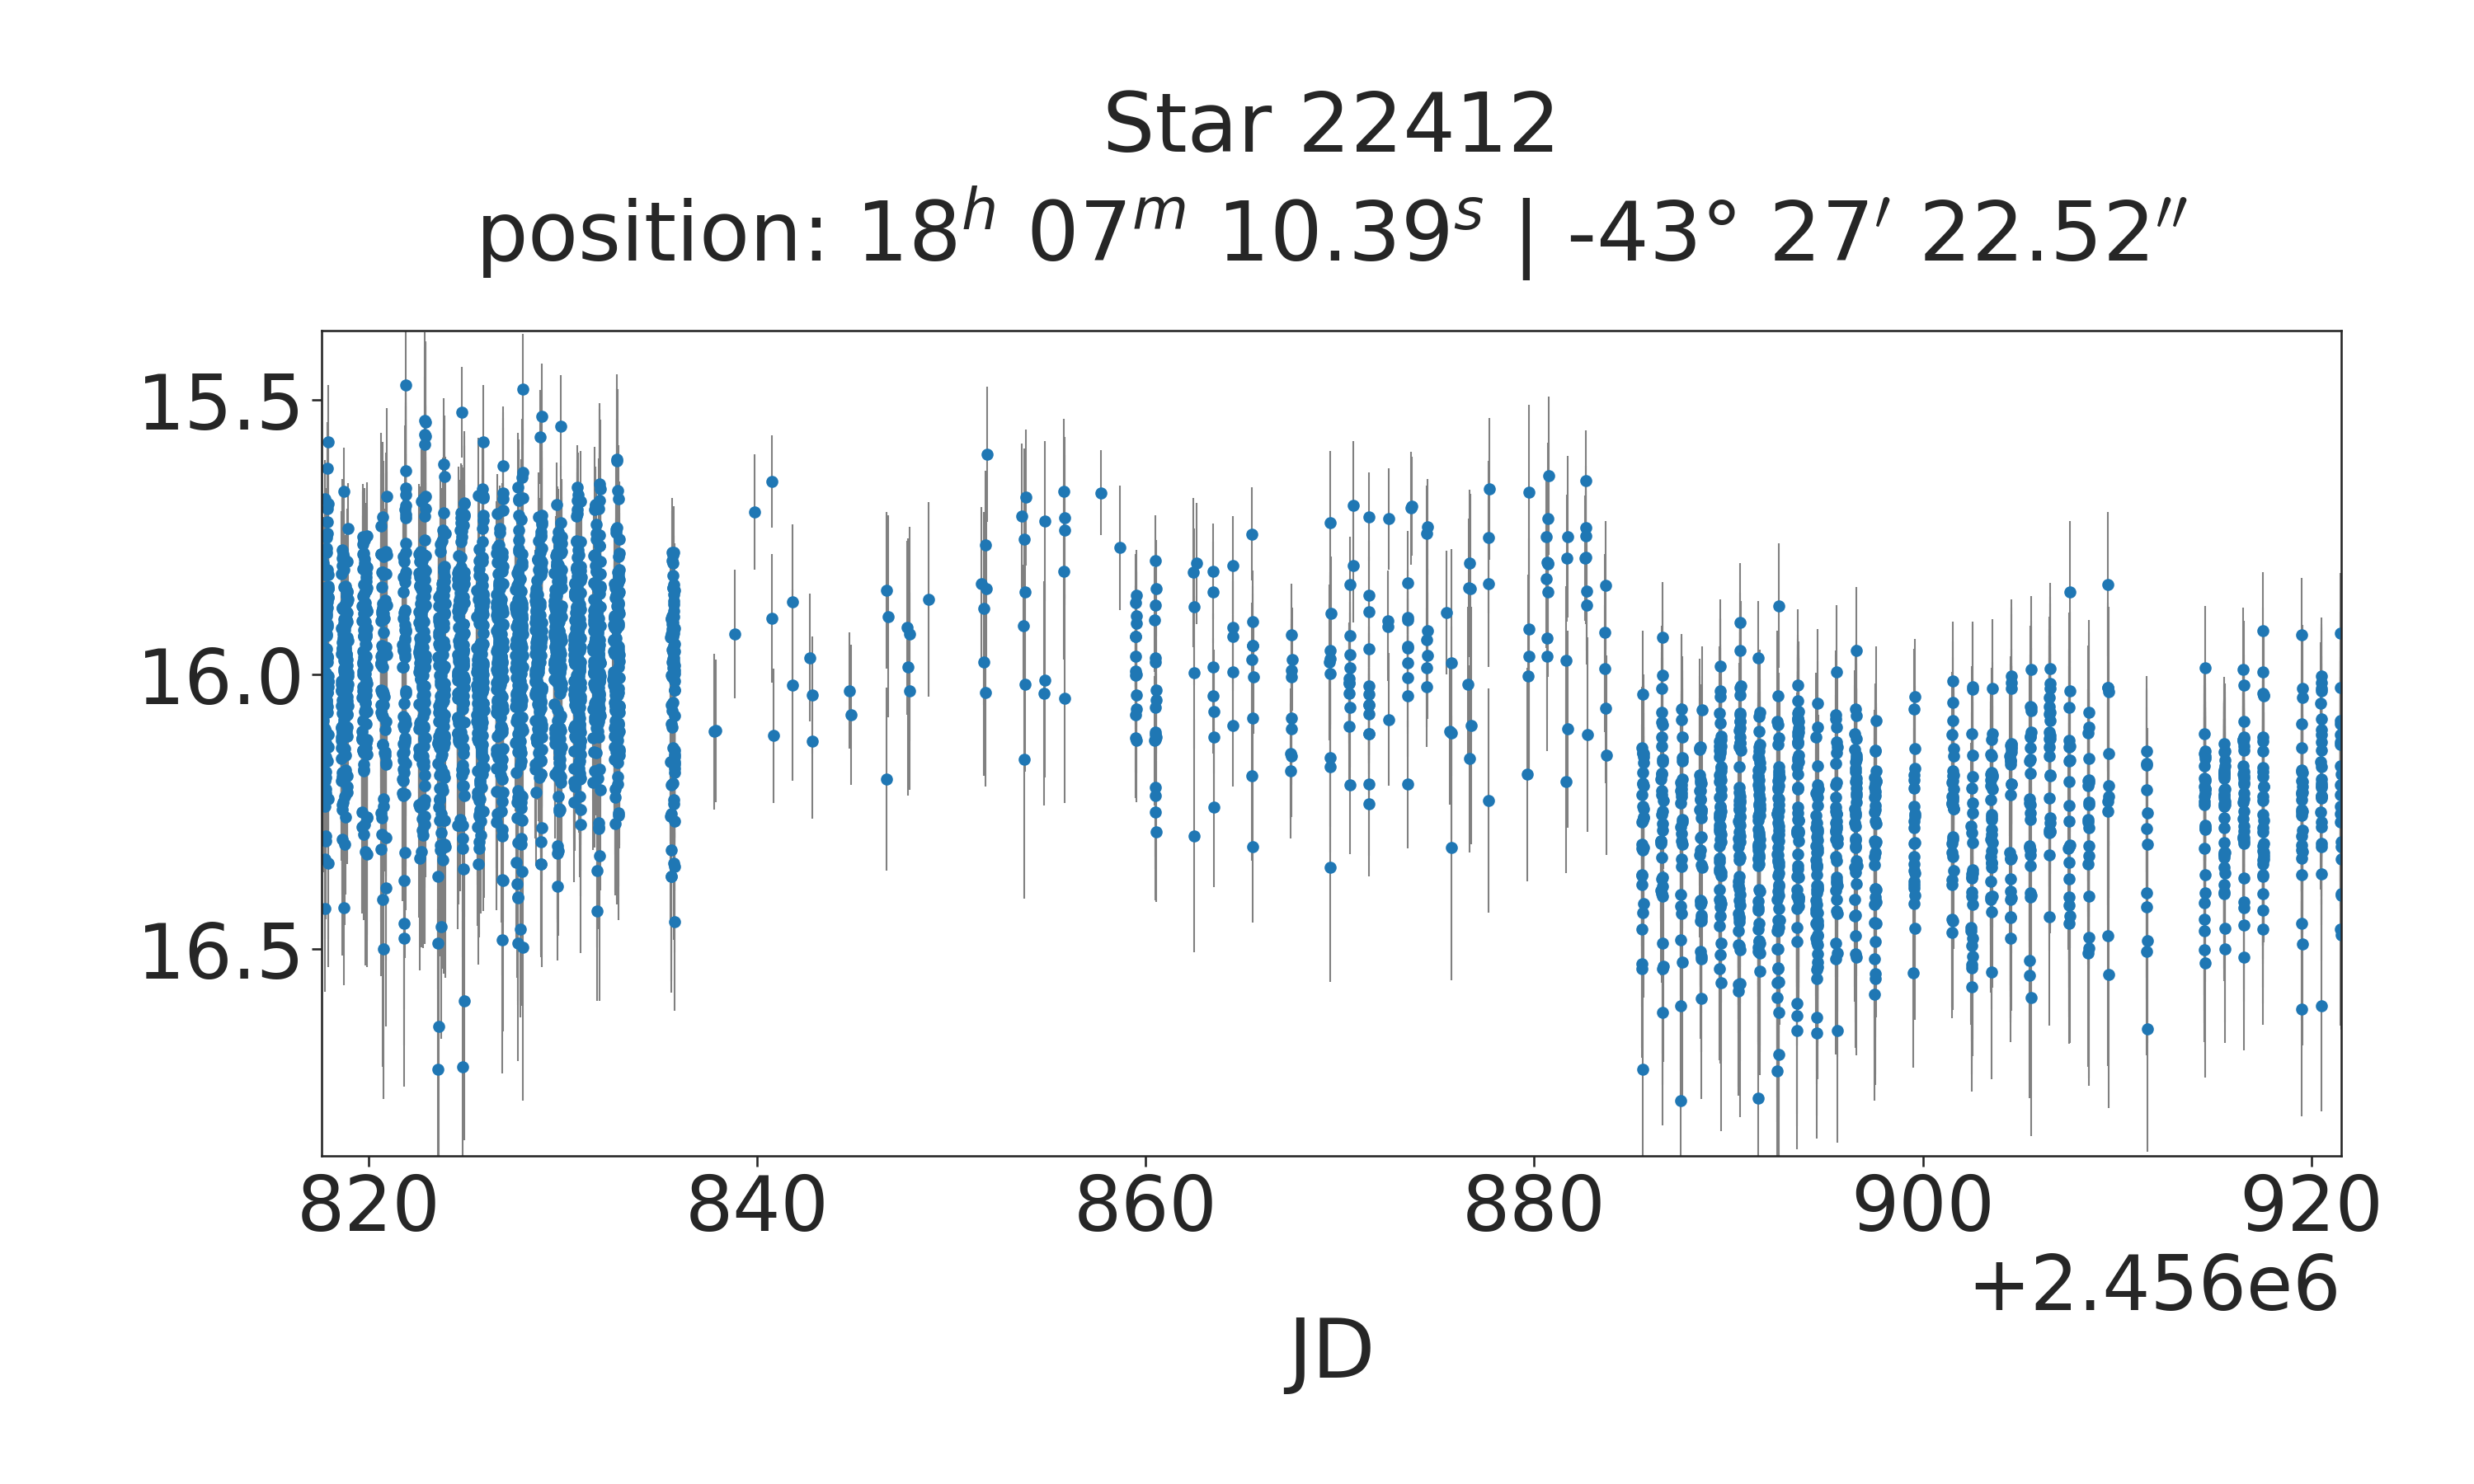 Star 22412
position: 18ʰ 07ᵐ 10.39ˢ | -43° 27′ 22.52″
15.5
16.0
16.5
820 840 860 880 900 920
+2.456e6
JD